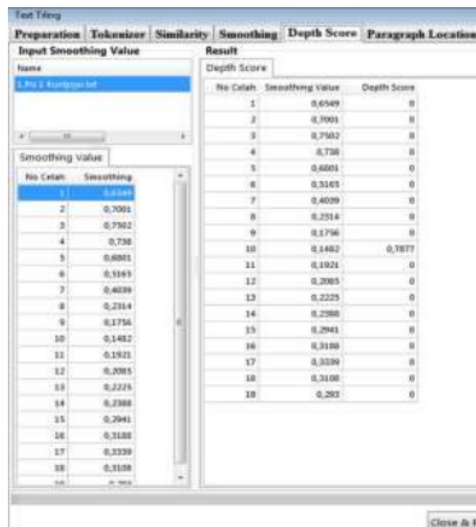 Text Tiling
Preparation Tokenizer Similarity Smoothing Depth Score Paragraph Location
Input Smoothing Value
Name
Smoothing Value
No Celah Smoothing
1 0,6549
2 0,7001
3 0,7502
4 0,738
5 0,6801
6 0,5165
7 0,4039
8 0,2314
9 0,1756
10 0,1482
11 0,1921
12 0,2065
13 0,2225
14 0,2388
15 0,2941
16 0,3188
17 0,3339
18 0,3108
Result
Depth Score
No Celah Smoothing Value Depth Score
1 0,6549 0
2 0,7001 0
3 0,7502 0
4 0,738 0
5 0,6801 0
6 0,5165 0
7 0,4039 0
8 0,2314 0
9 0,1756 0
10 0,1482 0,7877
11 0,1921 0
12 0,2065 0
13 0,2225 0
14 0,2388 0
15 0,2941 0
16 0,3188 0
17 0,3339 0
18 0,3108 0
19 0,293 0
Close &